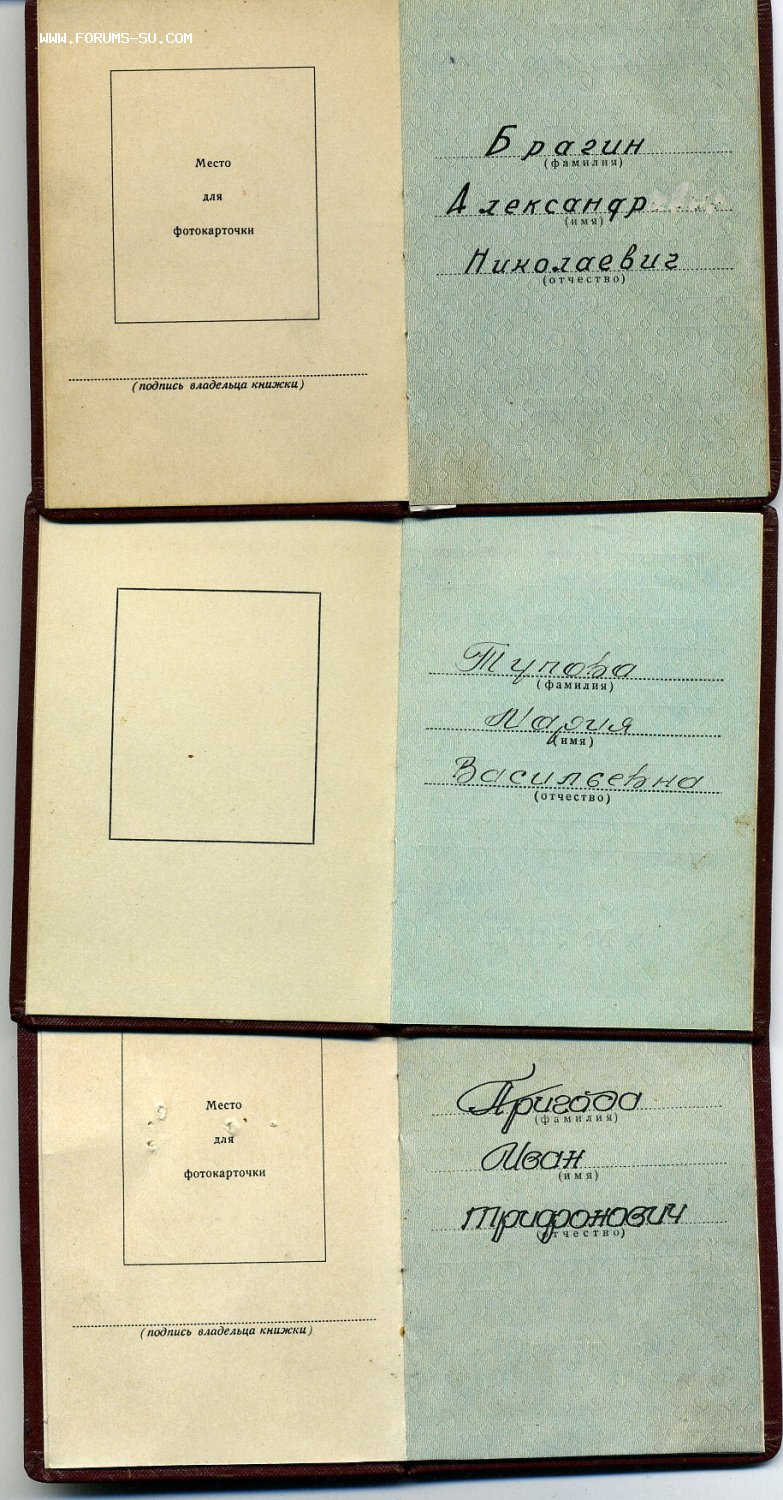 WWW.FORUMS-SU.COM
Место
для
фотокарточки
(подпись владельца книжки)
Брагин
(фамилия)
Александр
(имя)
Николаевич
(отчество)
Тупова
(фамилия)
Мария
(имя)
Васильевна
(отчество)
Место
для
фотокарточки
(подпись владельца книжки)
Пригода
(фамилия)
Иван
(имя)
(отчество)